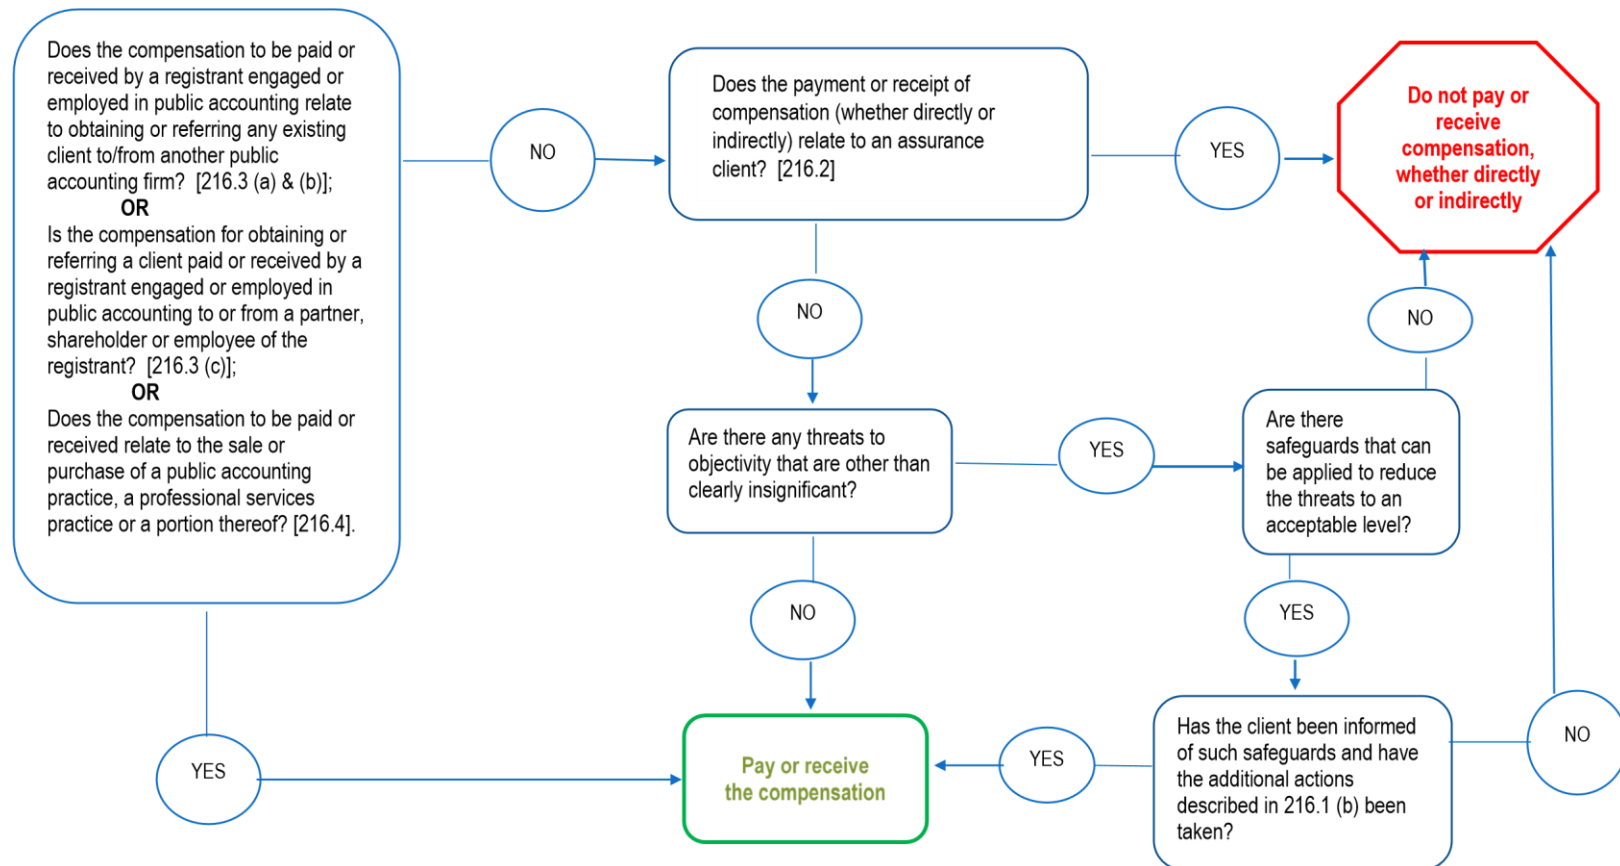 Does the compensation to be paid or
received by a registrant engaged or
employed in public accounting relate
to obtaining or referring any existing
client to/from another public
accounting firm?  [216.3 (a) & (b)];
OR
Is the compensation for obtaining or
referring a client paid or received by a
registrant engaged or employed in
public accounting to or from a partner,
shareholder or employee of the
registrant?  [216.3 (c)];
OR
Does the compensation to be paid or
received relate to the sale or
purchase of a public accounting
practice, a professional services
practice or a portion thereof? [216.4].
NO
Does the payment or receipt of
compensation (whether directly or
indirectly) relate to an assurance
client?  [216.2]
YES
Do not pay or
receive
compensation,
whether directly
or indirectly
NO
NO
Are there any threats to
objectivity that are other than
clearly insignificant?
YES
Are there
safeguards that can
be applied to reduce
the threats to an
acceptable level?
NO
YES
YES
Pay or receive
the compensation
YES
Has the client been informed
of such safeguards and have
the additional actions
described in 216.1 (b) been
taken?
NO